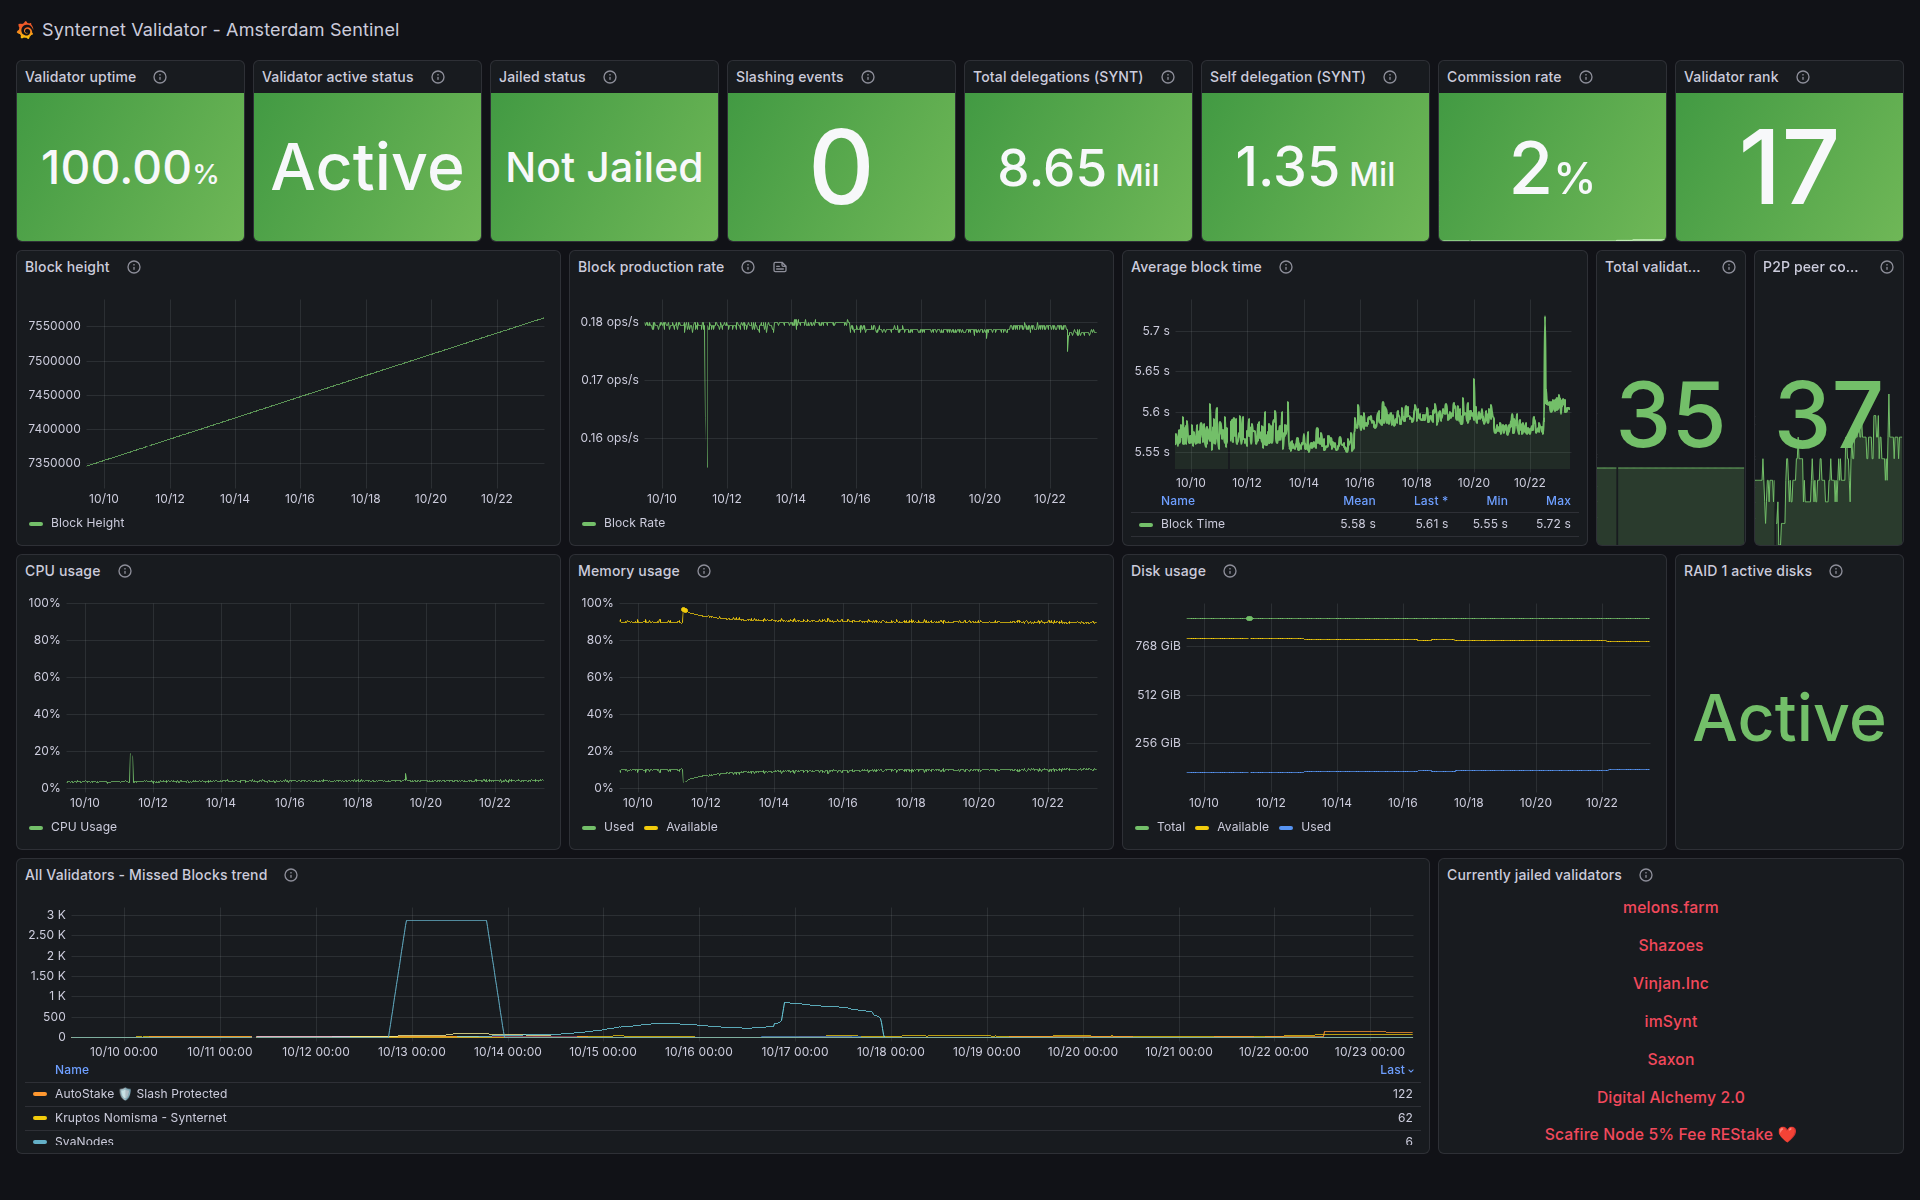 Synternet Validator - Amsterdam Sentinel
Validator uptime
100.00%
Validator active status
Active
Jailed status
Not Jailed
Slashing events
0
Total delegations (SYNT)
8.65 Mil
Self delegation (SYNT)
1.35 Mil
Commission rate
2%
Validator rank
17
Block height
7550000
7500000
7450000
7400000
7350000
10/10 10/12 10/14 10/16 10/18 10/20 10/22
Block Height
Block production rate
0.18 ops/s
0.17 ops/s
0.16 ops/s
10/10 10/12 10/14 10/16 10/18 10/20 10/22
Block Rate
Average block time
5.7 s
5.65 s
5.6 s
5.55 s
10/10 10/12 10/14 10/16 10/18 10/20 10/22
Name Mean Last * Min Max
Block Time 5.58 s 5.61 s 5.55 s 5.72 s
Total validat...
35
P2P peer co...
37
CPU usage
100%
80%
60%
40%
20%
0%
10/10 10/12 10/14 10/16 10/18 10/20 10/22
CPU Usage
Memory usage
100%
80%
60%
40%
20%
0%
10/10 10/12 10/14 10/16 10/18 10/20 10/22
Used Available
Disk usage
768 GiB
512 GiB
256 GiB
10/10 10/12 10/14 10/16 10/18 10/20 10/22
Total Available Used
RAID 1 active disks
Active
All Validators - Missed Blocks trend
3 K
2.50 K
2 K
1.50 K
1 K
500
0
10/10 00:00 10/11 00:00 10/12 00:00 10/13 00:00 10/14 00:00 10/15 00:00 10/16 00:00 10/17 00:00 10/18 00:00 10/19 00:00 10/20 00:00 10/21 00:00 10/22 00:00 10/23 00:00
Name Last
AutoStake 🛡️ Slash Protected 122
Kruptos Nomisma - Synternet 62
SvaNodes 6
Currently jailed validators
melons.farm
Shazoes
Vinjan.Inc
imSynt
Saxon
Digital Alchemy 2.0
Scafire Node 5% Fee REStake ❤️